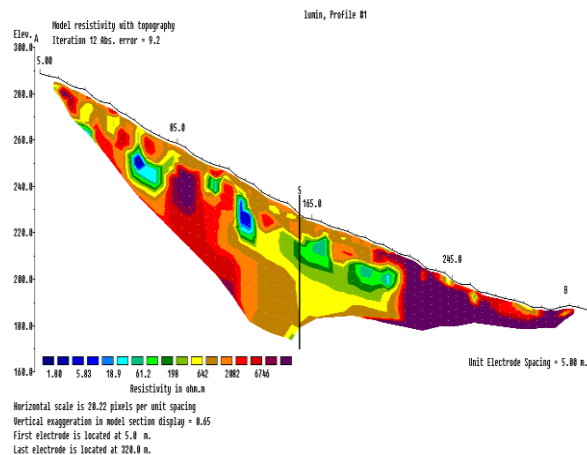 lumin, Profile #1
Model resistivity with topography
Iteration 12 Abs. error = 9.2
Elev. A
300.0
5.00
280.0
85.0
260.0
240.0
S
165.0
220.0
245.0
200.0
B
180.0
160.0
Unit Electrode Spacing = 5.00 m.
1.80 5.83 18.9 61.2 198 642 2082 6746
Resistivity in ohm.m
Horizontal scale is 20.22 pixels per unit spacing
Vertical exaggeration in model section display = 0.65
First electrode is located at 5.0 m.
Last electrode is located at 320.0 m.